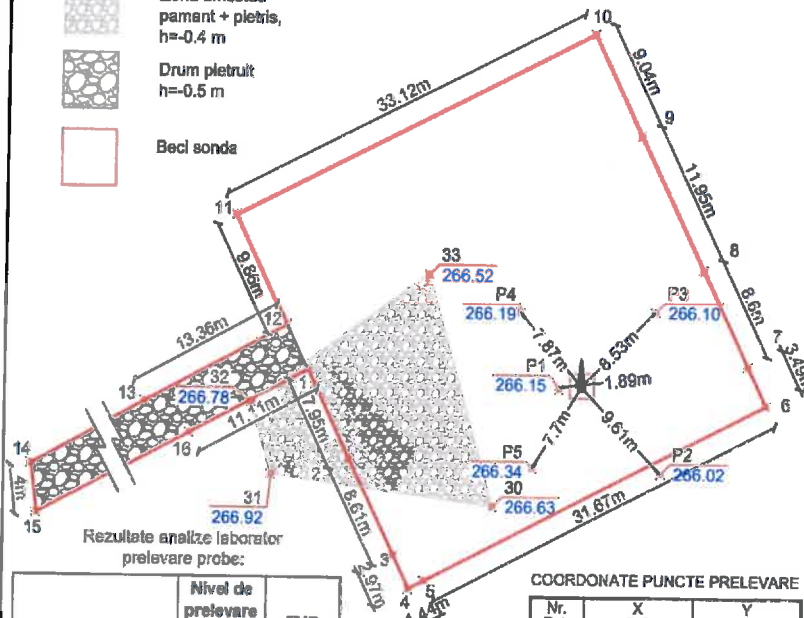 pamant + pietris,
h=-0.4 m
Drum pietruit
h=-0.5 m
Beci sonda
10
9.04m
9
11.95m
8
8.6m
7
3.49m
6
33.12m
11
9.86m
12
13.36m
13
32
266.78
1
11.11m
14
4m
15
16
7.95m
2
31
266.92
8.61m
3
2.97m
4
5
31.67m
33
266.52
P4
266.19
7.87m
P3
266.10
8.53m
P1
266.15
1.89m
P5
266.34
7.7m
9.61m
P2
266.02
30
266.63
Rezultate analize laborator
prelevare probe:
Nivel de
prelevare
COORDONATE PUNCTE PRELEVARE
Nr.
X
Y